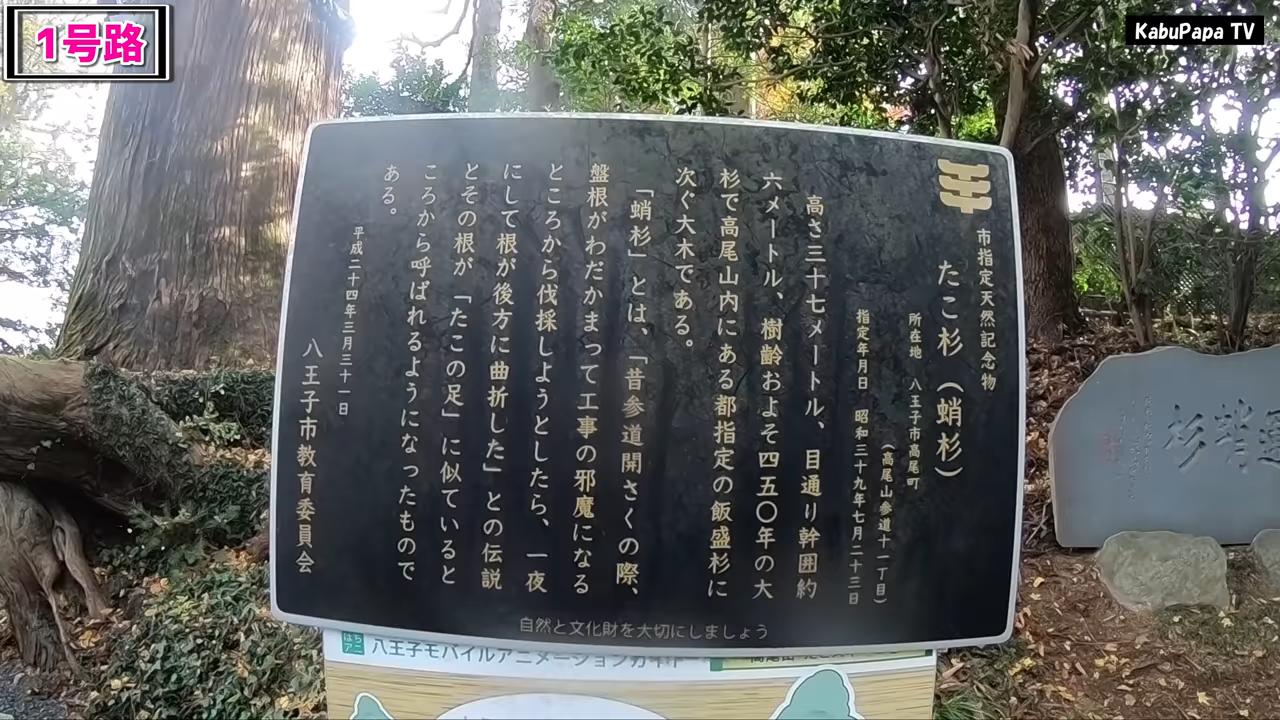 1号路
KabuPapa TV
市指定天然記念物
たこ杉（蛸杉）
所在地　八王子市高尾町
（高尾山参道十一丁目）
指定年月日　昭和三十九年七月二十三日
高さ三十七メートル、目通り幹囲約
六メートル、樹齢およそ四五〇年の大
杉で高尾山内にある都指定の飯盛杉に
次ぐ大木である。
「蛸杉」とは、「昔参道開さくの際、
盤根がわだかまって工事の邪魔になる
ところから伐採しようとしたら、一夜
にして根が後方に曲折した」との伝説
とその根が「たこの足」に似ていると
ころから呼ばれるようになったもので
ある。
平成二十四年三月三十一日
八王子市教育委員会
自然と文化財を大切にしましょう
はち
アニ
八王子モバイルアニメーションガイド
蛸杉